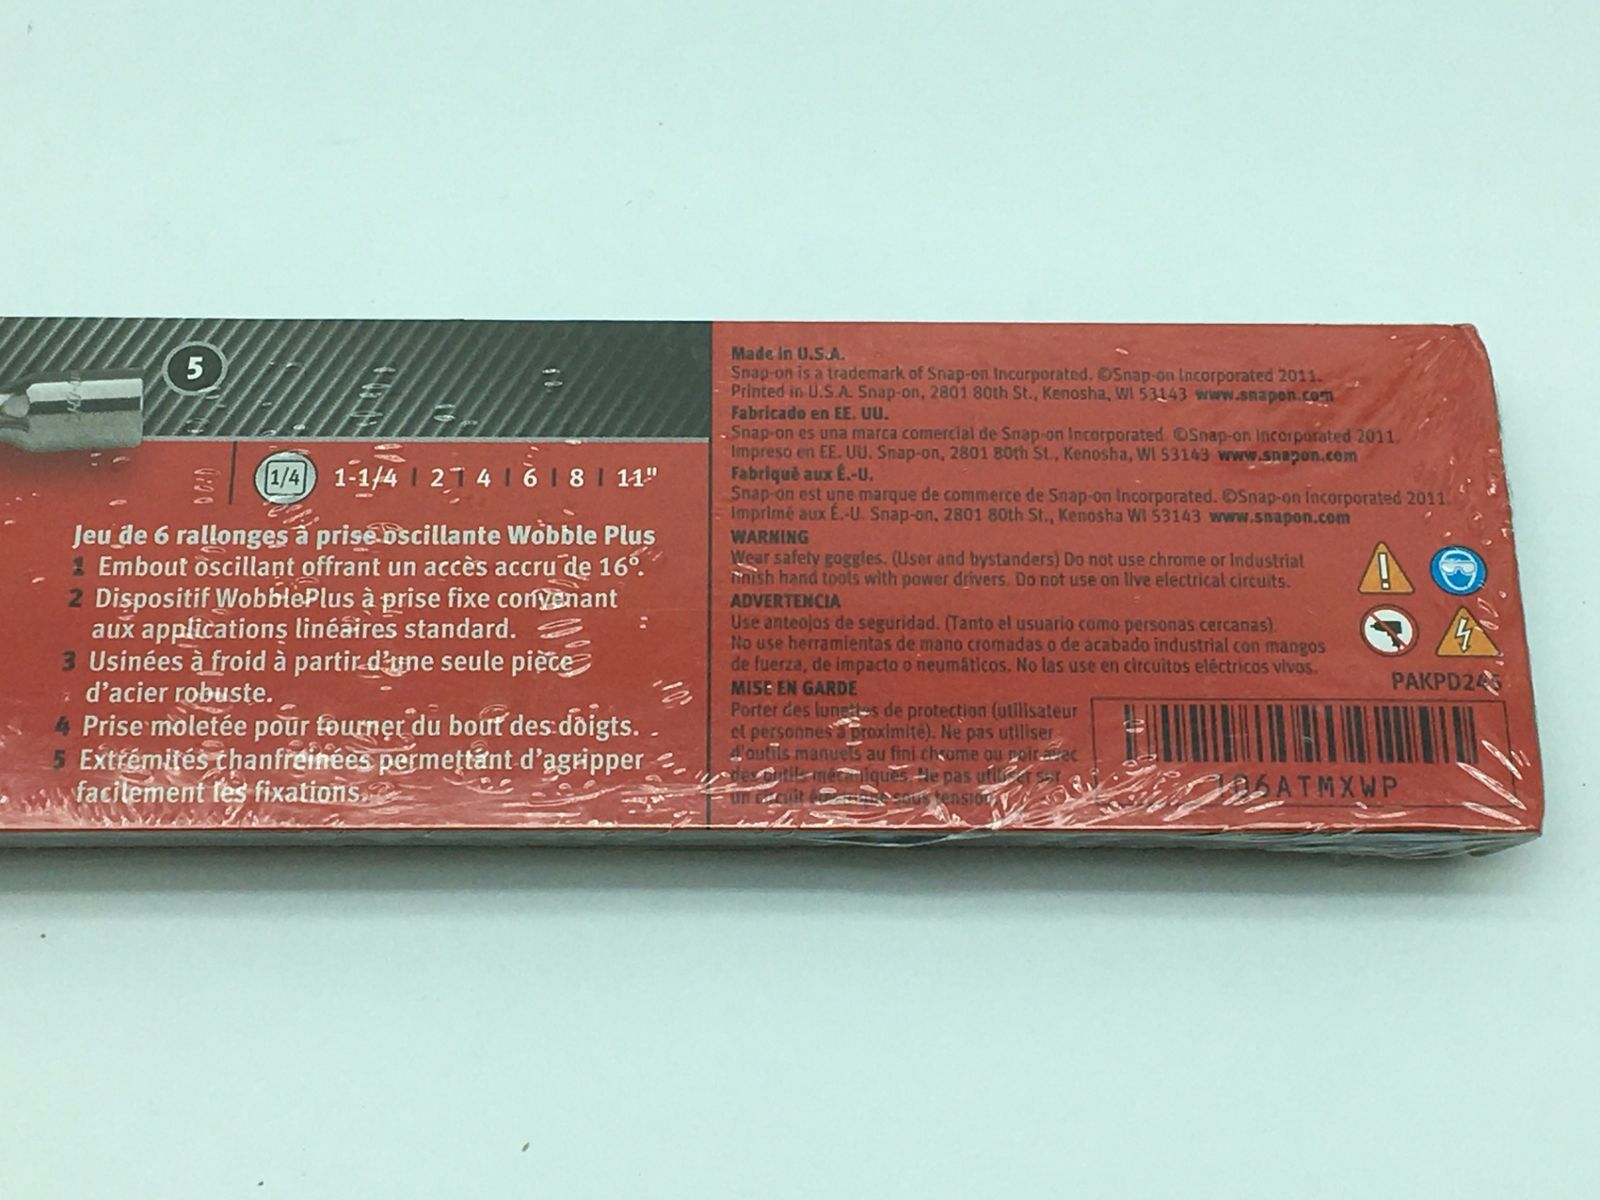 5
1/4 1-1/4 | 2 | 4 | 6 | 8 | 11"
Jeu de 6 rallonges à prise oscillante Wobble Plus
1 Embout oscillant offrant un accès accru de 16°.
2 Dispositif WobblePlus à prise fixe convenant
aux applications linéaires standard.
3 Usinées à froid à partir d'une seule pièce
d'acier robuste.
4 Prise moletée pour tourner du bout des doigts.
5 Extrémités chanfreinées permettant d'agripper
facilement les fixations.
Made in U.S.A.
Snap-on is a trademark of Snap-on Incorporated. ©Snap-on Incorporated 2011.
Printed in U.S.A. Snap-on, 2801 80th St., Kenosha, WI 53143 www.snapon.com
Fabricado en EE. UU.
Snap-on es una marca comercial de Snap-on Incorporated. ©Snap-on Incorporated 2011.
Impreso en EE. UU. Snap-on, 2801 80th St., Kenosha, WI 53143 www.snapon.com
Fabriqué aux É.-U.
Snap-on est une marque de commerce de Snap-on Incorporated. ©Snap-on Incorporated 2011.
Imprimé aux É.-U. Snap-on, 2801 80th St., Kenosha WI 53143 www.snapon.com
WARNING
Wear safety goggles. (User and bystanders) Do not use chrome or Industrial
finish hand tools with power drivers. Do not use on live electrical circuits.
ADVERTENCIA
Use anteojos de seguridad. (Tanto el usuario como personas cercanas).
No use herramientas de mano cromadas o de acabado industrial con mangos
de fuerza, de impacto o neumáticos. No las use en circuitos eléctricos vivos.
MISE EN GARDE
Porter des lunettes de protection (utilisateur
et personnes à proximité). Ne pas utiliser
d'outils manuels au fini chrome ou noir avec
des outils mécaniques. Ne pas utiliser sur
un circuit électrique sous tension
PAKPD245
106ATMXWP